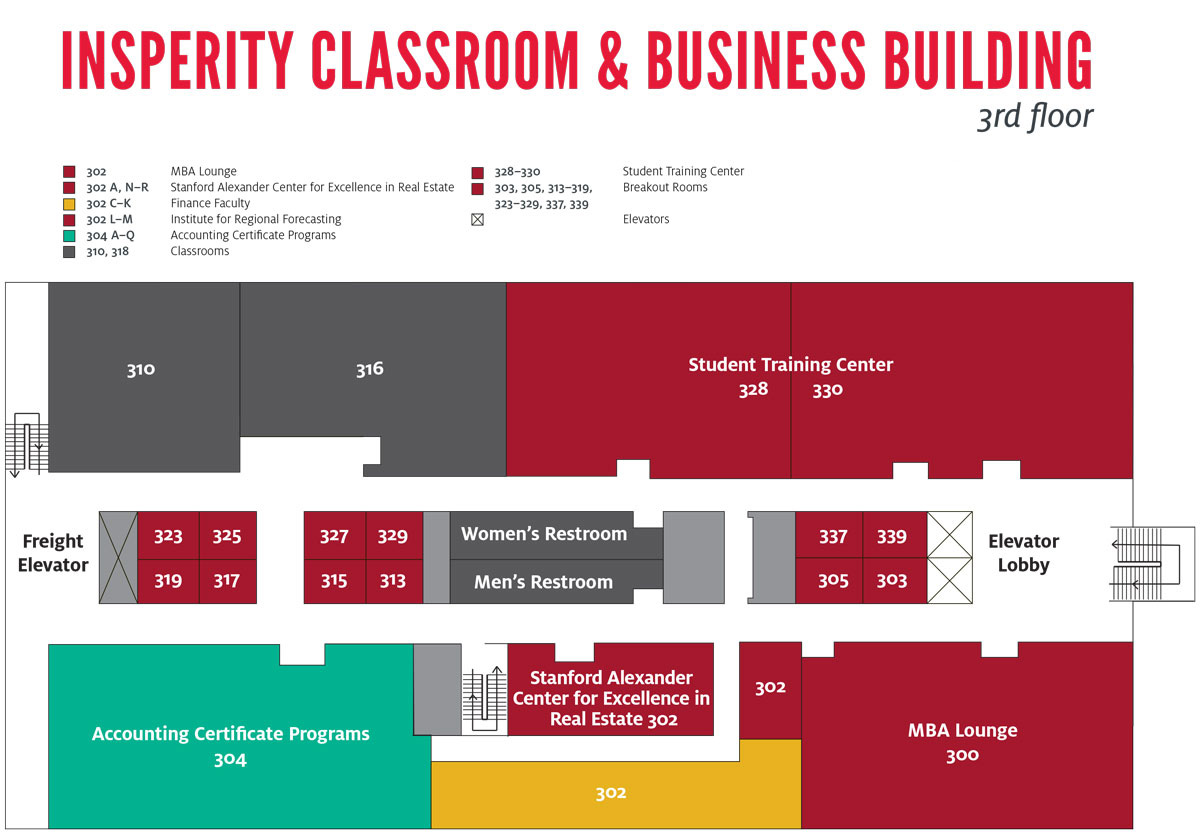 INSPERITY CLASSROOM & BUSINESS BUILDING
3rd floor
302 MBA Lounge
302 A, N–R Stanford Alexander Center for Excellence in Real Estate
302 C–K Finance Faculty
302 L–M Institute for Regional Forecasting
304 A–Q Accounting Certificate Programs
310, 318 Classrooms
328–330 Student Training Center
303, 305, 313–319, Breakout Rooms
323–329, 337, 339
Elevators
310
316
Student Training Center
328 330
Freight
Elevator
323 325
319 317
327 329
315 313
Women's Restroom
Men's Restroom
337 339
305 303
Elevator
Lobby
Accounting Certificate Programs
304
Stanford Alexander
Center for Excellence in
Real Estate 302
302
302
MBA Lounge
300